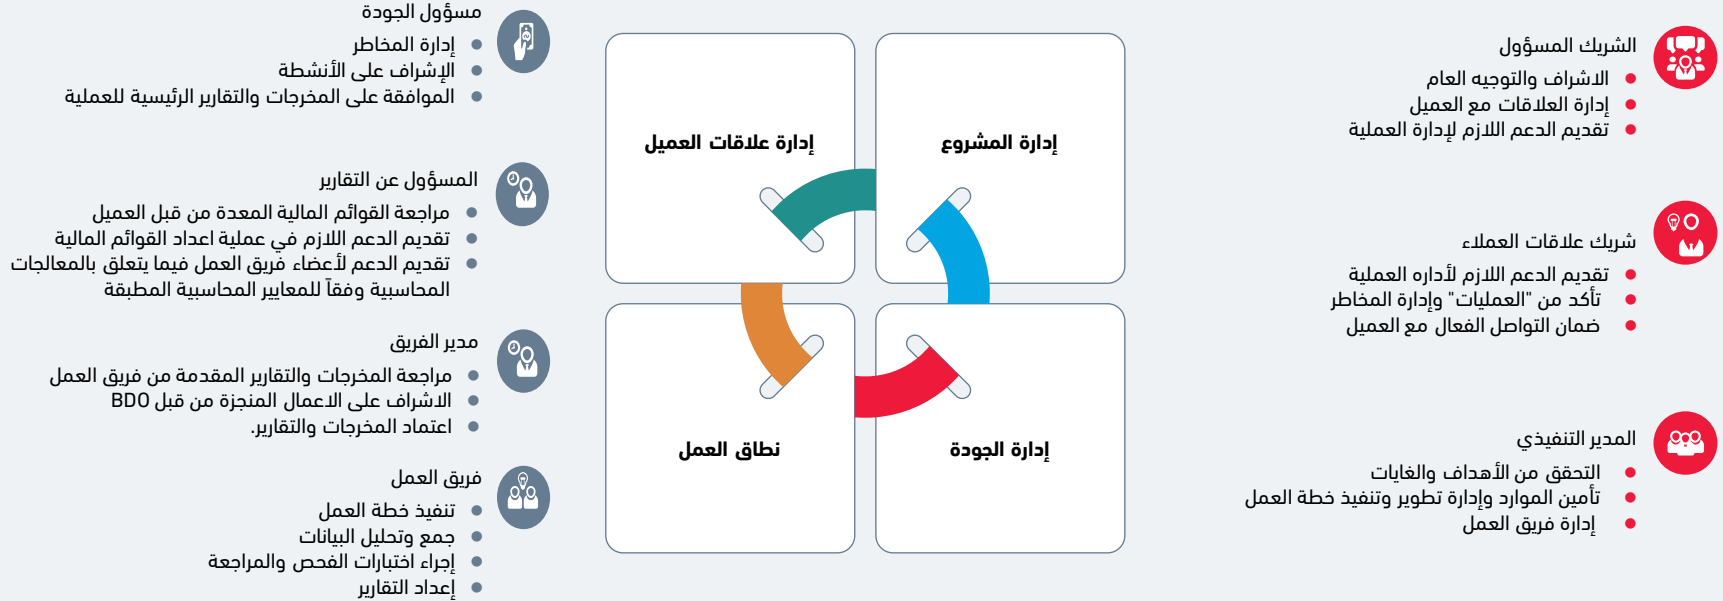 الشريك المسؤول
الاشراف والتوجيه العام
إدارة العلاقات مع العميل
تقديم الدعم اللازم لإدارة العملية
شريك علاقات العملاء
تقديم الدعم اللازم لأداره العملية
تأكد من "العمليات" وإدارة المخاطر
ضمان التواصل الفعال مع العميل
المدير التنفيذي
التحقق من الأهداف والغايات
تأمين الموارد وإدارة تطوير وتنفيذ خطة العمل
إدارة فريق العمل
إدارة المشروع
إدارة علاقات العميل
إدارة الجودة
نطاق العمل
مسؤول الجودة
إدارة المخاطر
الإشراف على الأنشطة
الموافقة على المخرجات والتقارير الرئيسية للعملية
المسؤول عن التقارير
مراجعة القوائم المالية المعدة من قبل العميل
تقديم الدعم اللازم في عملية اعداد القوائم المالية
تقديم الدعم لأعضاء فريق العمل فيما يتعلق بالمعالجات
المحاسبية وفقاً للمعايير المحاسبية المطبقة
مدير الفريق
مراجعة المخرجات والتقارير المقدمة من فريق العمل
الاشراف على الاعمال المنجزة من قبل BDO
اعتماد المخرجات والتقارير.
فريق العمل
تنفيذ خطة العمل
جمع وتحليل البيانات
إجراء اختبارات الفحص والمراجعة
إعداد التقارير